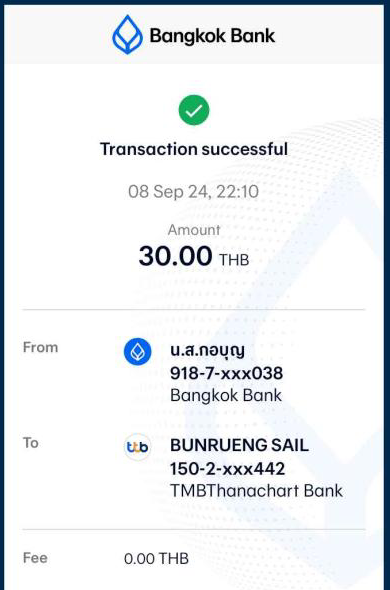 Bangkok Bank
Transaction successful
08 Sep 24, 22:10
Amount
30.00 THB
From
น.ส.กอบุญ
918-7-xxx038
Bangkok Bank
To
ttb
BUNRUENG SAIL
150-2-xxx442
TMBThanachart Bank
Fee
0.00 THB